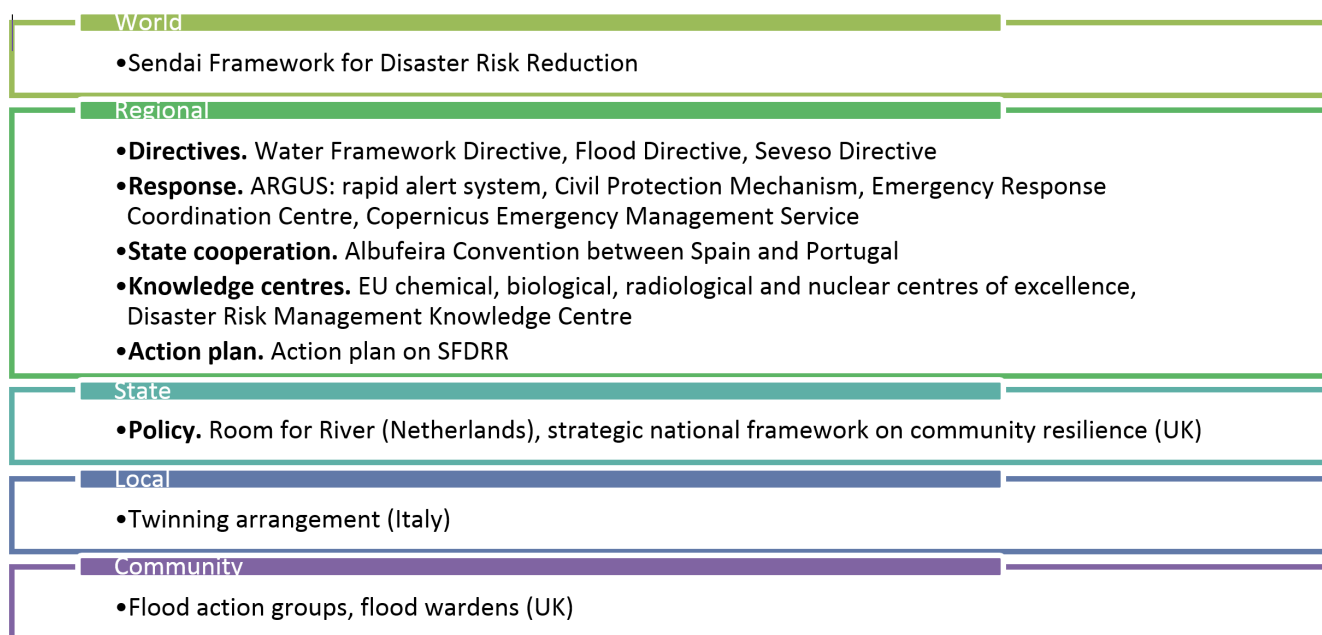 World
•Sendai Framework for Disaster Risk Reduction
Regional
•Directives. Water Framework Directive, Flood Directive, Seveso Directive
•Response. ARGUS: rapid alert system, Civil Protection Mechanism, Emergency Response
Coordination Centre, Copernicus Emergency Management Service
•State cooperation. Albufeira Convention between Spain and Portugal
•Knowledge centres. EU chemical, biological, radiological and nuclear centres of excellence,
Disaster Risk Management Knowledge Centre
•Action plan. Action plan on SFDRR
State
•Policy. Room for River (Netherlands), strategic national framework on community resilience (UK)
Local
•Twinning arrangement (Italy)
Community
•Flood action groups, flood wardens (UK)